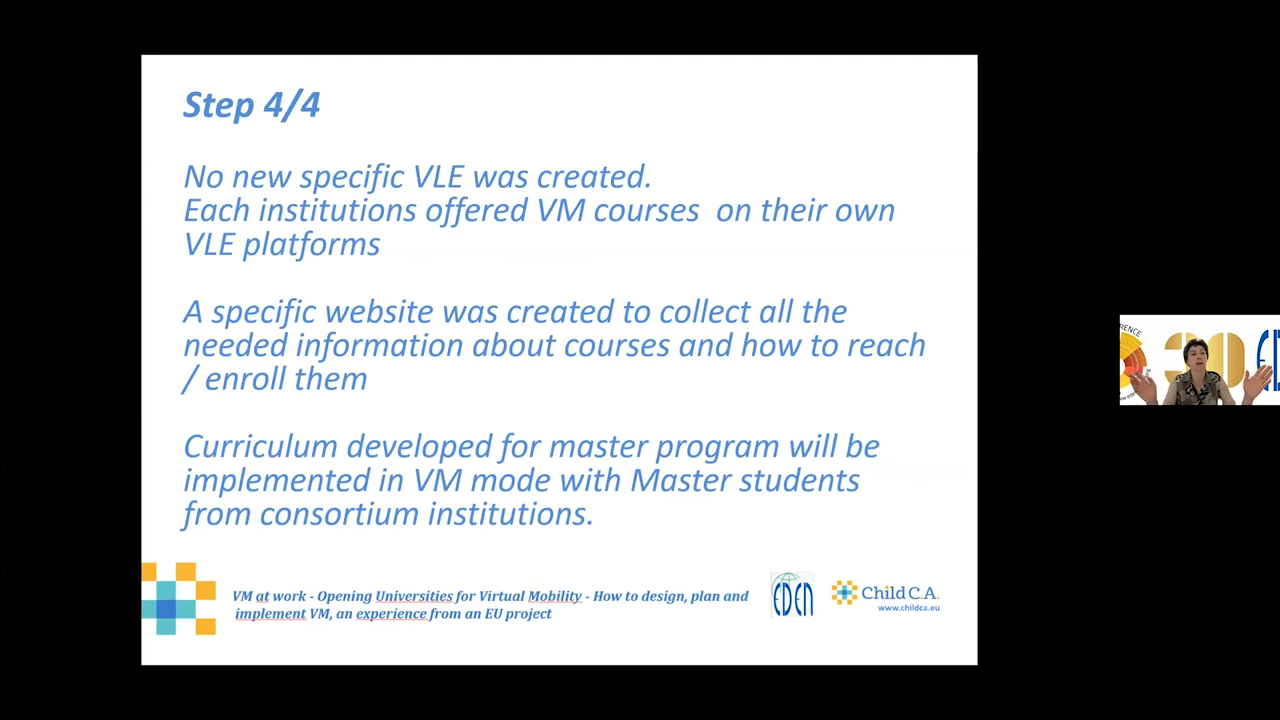 Step 4/4
No new specific VLE was created.
Each institutions offered VM courses on their own
VLE platforms
A specific website was created to collect all the
needed information about courses and how to reach
/ enroll them
Curriculum developed for master program will be
implemented in VM mode with Master students
from consortium institutions.
VM at work - Opening Universities for Virtual Mobility - How to design, plan and
implement VM, an experience from an EU project
EDEN
Child C.A.
www.childca.eu
RENCE
30
ED